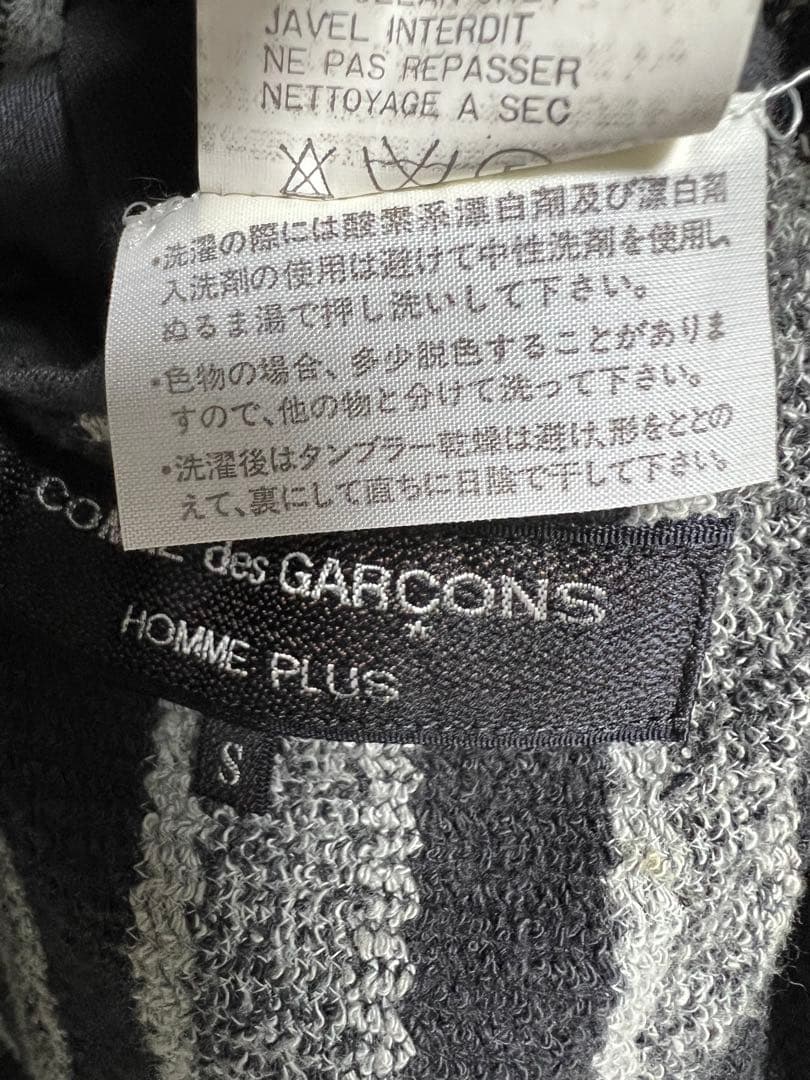 JAVEL INTERDIT
NE PAS REPASSER
NETTOYAGE A SEC
・洗濯の際には酸素系漂白剤及び漂白剤
入洗剤の使用は避けて中性洗剤を使用し、
ぬるま湯で押し洗いして下さい。
・色物の場合、多少脱色することがありま
すので、他の物と分けて洗って下さい。
・洗濯後はタンブラー乾燥は避け、形をととの
えて、裏にして直ちに日陰で干して下さい。
COMME des GARÇONS
HOMME PLUS
S